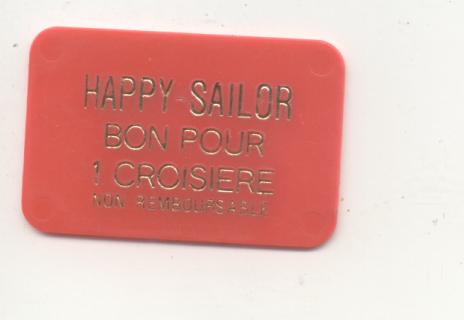 HAPPY SAILOR
BON POUR
1 CROISIERE
NON REMBOURSABLE